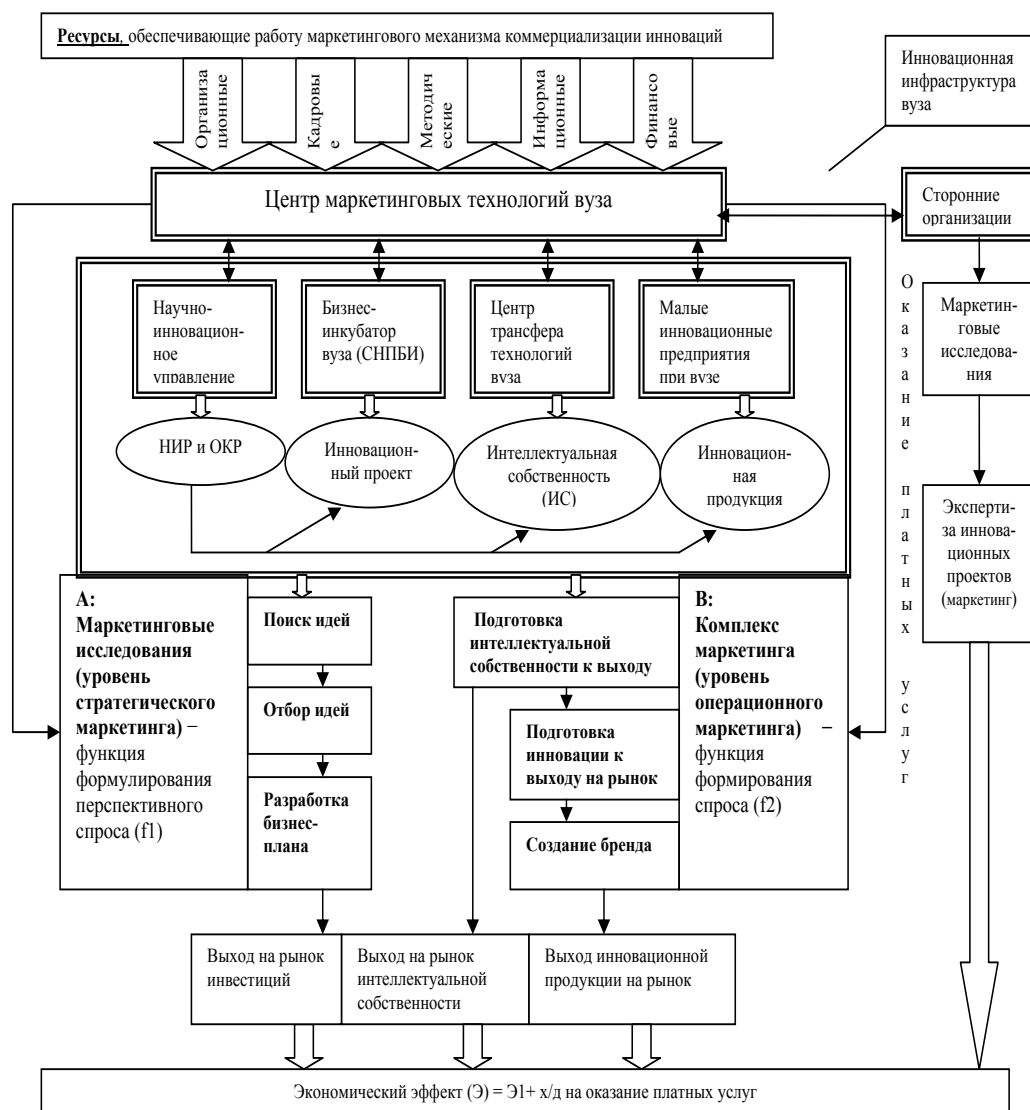 Ресурсы, обеспечивающие работу маркетингового механизма коммерциализации инноваций
Организа
ционные
Кадровы
е
Методич
еские
Информа
ционные
Финансо
вые
Инновационная
инфраструктура
вуза
Центр маркетинговых технологий вуза
Сторонние
организации
Научно-
инновацион-
ное
управление
Бизнес-
инкубатор
вуза (СНПБИ)
Центр
трансфера
технологий
вуза
Малые
инновационные
предприятия
при вузе
Оказание платных услуг
Маркетин-
говые
исследова-
ния
НИР и ОКР
Инновацион-
ный проект
Интеллектуальная
собственность
(ИС)
Инновацион-
ная
продукция
Эксперти-
за иннова-
ционных
проектов
(маркетинг)
А:
Маркетинговые
исследования
(уровень
стратегического
маркетинга) –
функция
формулирования
перспективного
спроса (f1)
Поиск идей
Отбор идей
Разработка
бизнес-
плана
Подготовка
интеллектуальной
собственности к выходу
Подготовка
инновации к
выходу на рынок
Создание бренда
В:
Комплекс
маркетинга
(уровень
операционного
маркетинга) –
функция
формирования
спроса (f2)
Выход на рынок
инвестиций
Выход на рынок
интеллектуальной
собственности
Выход инновационной
продукции на рынок
Экономический эффект (Э) = Э1+ х/д на оказание платных услуг